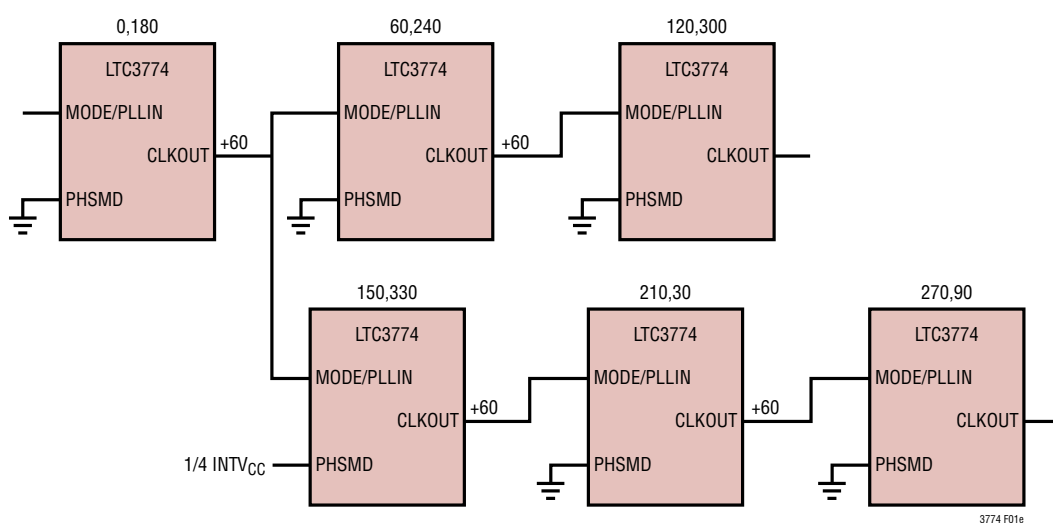 0,180
LTC3774
MODE/PLLIN
CLKOUT
+60
PHSMD
60,240
LTC3774
MODE/PLLIN
CLKOUT
+60
PHSMD
120,300
LTC3774
MODE/PLLIN
CLKOUT
PHSMD
150,330
LTC3774
MODE/PLLIN
CLKOUT
+60
1/4 INTVCC
PHSMD
210,30
LTC3774
MODE/PLLIN
CLKOUT
+60
PHSMD
270,90
LTC3774
MODE/PLLIN
CLKOUT
PHSMD
3774 F01e